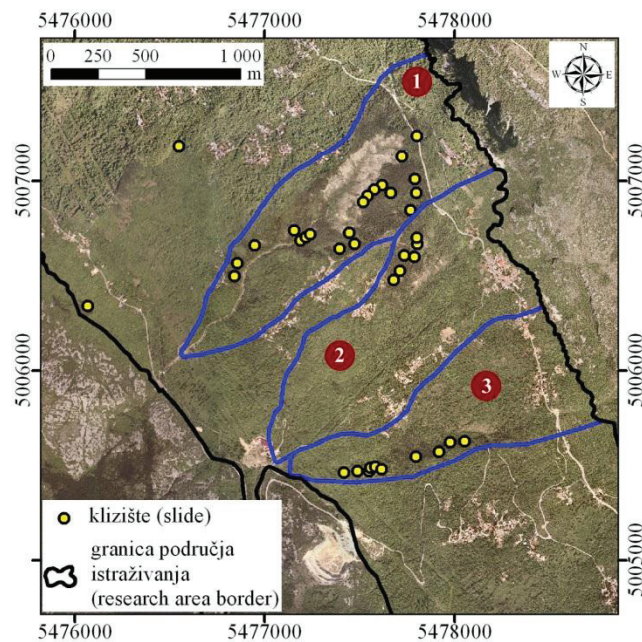 5476000 5477000 5478000
0 250 500 1 000
m
N
W E
S
1
5007000 5007000
2
3
5006000 5006000
klizište (slide)
granica područja
istraživanja
(research area border)
5005000 5005000
5476000 5477000 5478000